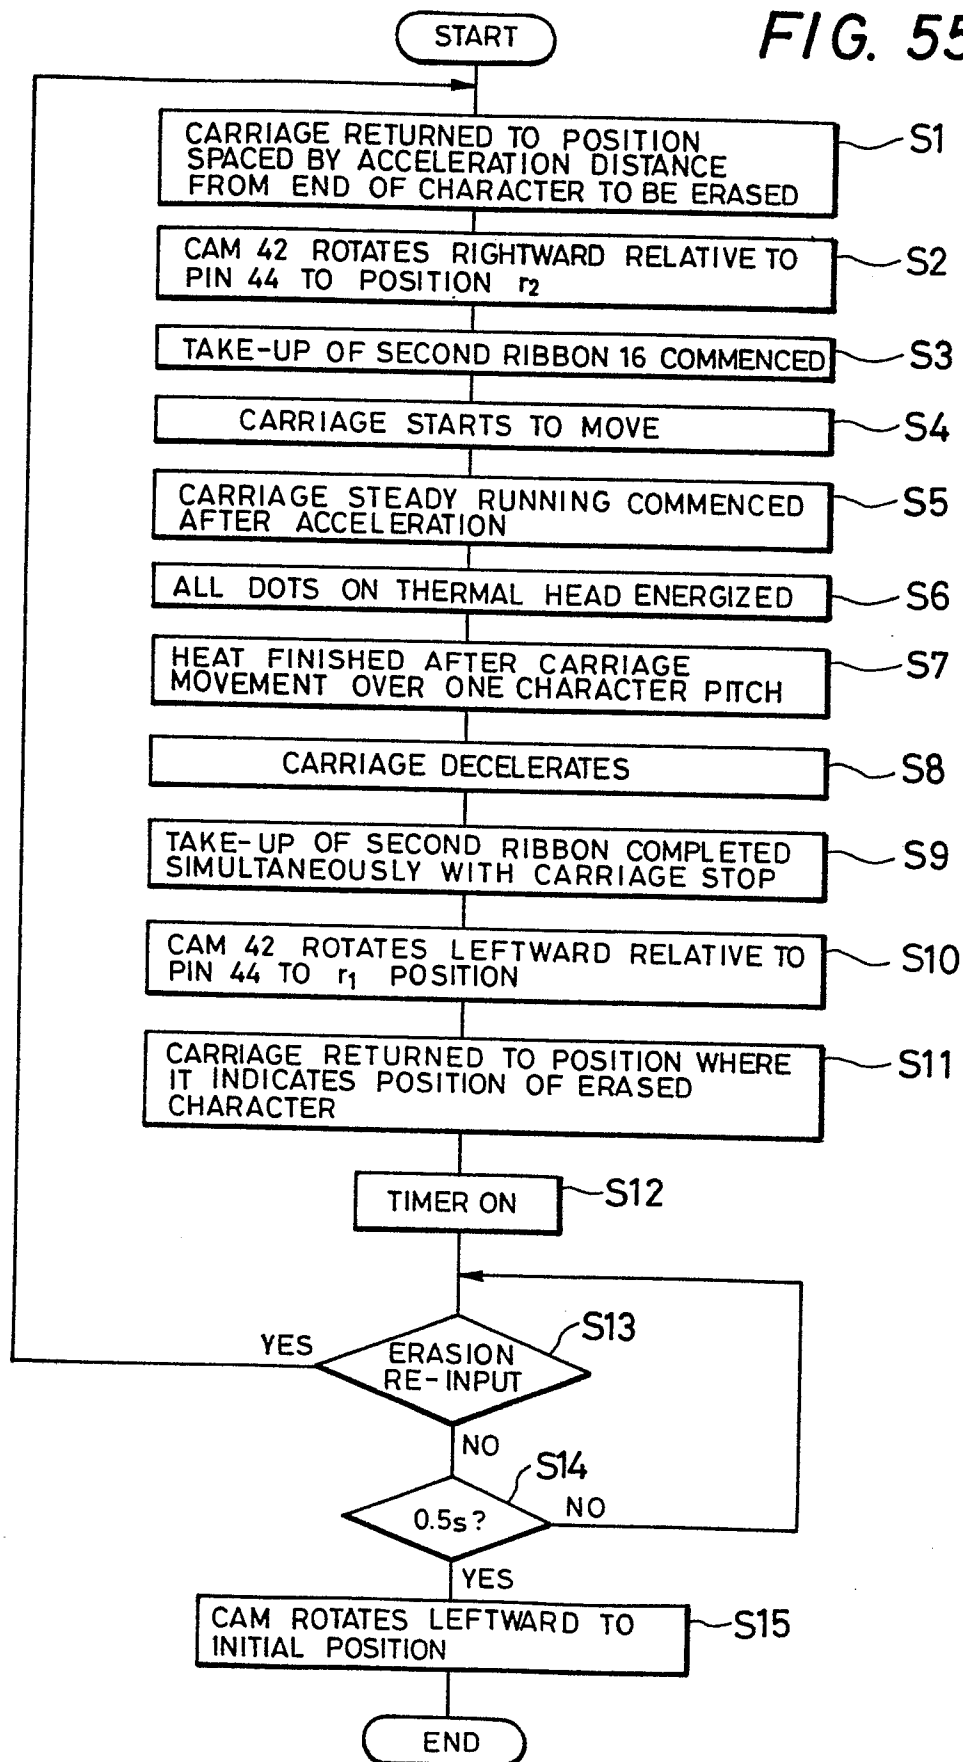 FIG. 55
START
CARRIAGE RETURNED TO POSITION
SPACED BY ACCELERATION DISTANCE
FROM END OF CHARACTER TO BE ERASED
S1
CAM 42 ROTATES RIGHTWARD RELATIVE TO
PIN 44 TO POSITION r2
S2
TAKE-UP OF SECOND RIBBON 16 COMMENCED
S3
CARRIAGE STARTS TO MOVE
S4
CARRIAGE STEADY RUNNING COMMENCED
AFTER ACCELERATION
S5
ALL DOTS ON THERMAL HEAD ENERGIZED
S6
HEAT FINISHED AFTER CARRIAGE
MOVEMENT OVER ONE CHARACTER PITCH
S7
CARRIAGE DECELERATES
S8
TAKE-UP OF SECOND RIBBON COMPLETED
SIMULTANEOUSLY WITH CARRIAGE STOP
S9
CAM 42 ROTATES LEFTWARD RELATIVE TO
PIN 44 TO r1 POSITION
S10
CARRIAGE RETURNED TO POSITION WHERE
IT INDICATES POSITION OF ERASED
CHARACTER
S11
TIMER ON
S12
YES
ERASION
RE-INPUT
S13
NO
0.5s?
S14
NO
YES
CAM ROTATES LEFTWARD TO
INITIAL POSITION
S15
END